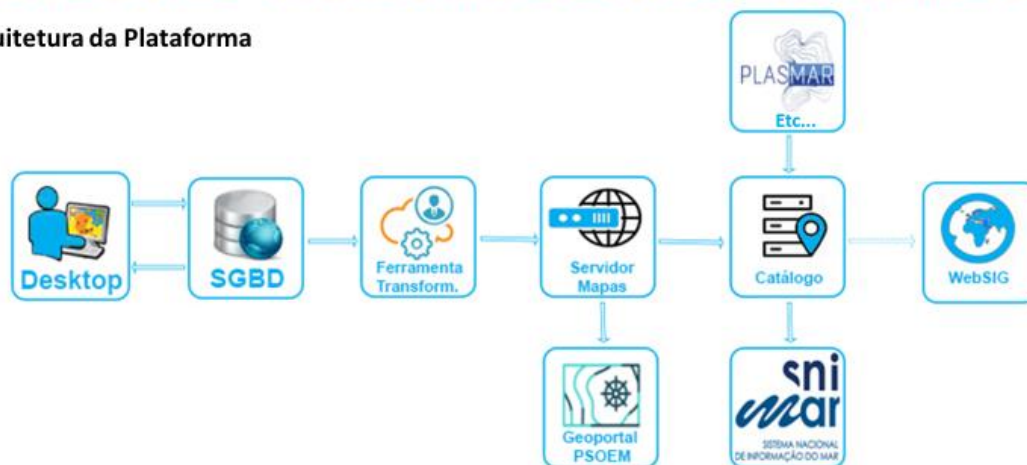 uitetura da Plataforma
PLASMAR
Etc...
Desktop
SGBD
Ferramenta
Transform.
Servidor
Mapas
Catálogo
WebSIG
Geoportal
PSOEM
sni
mar
SISTEMA NACIONAL
DE INFORMAÇÃO DO MAR